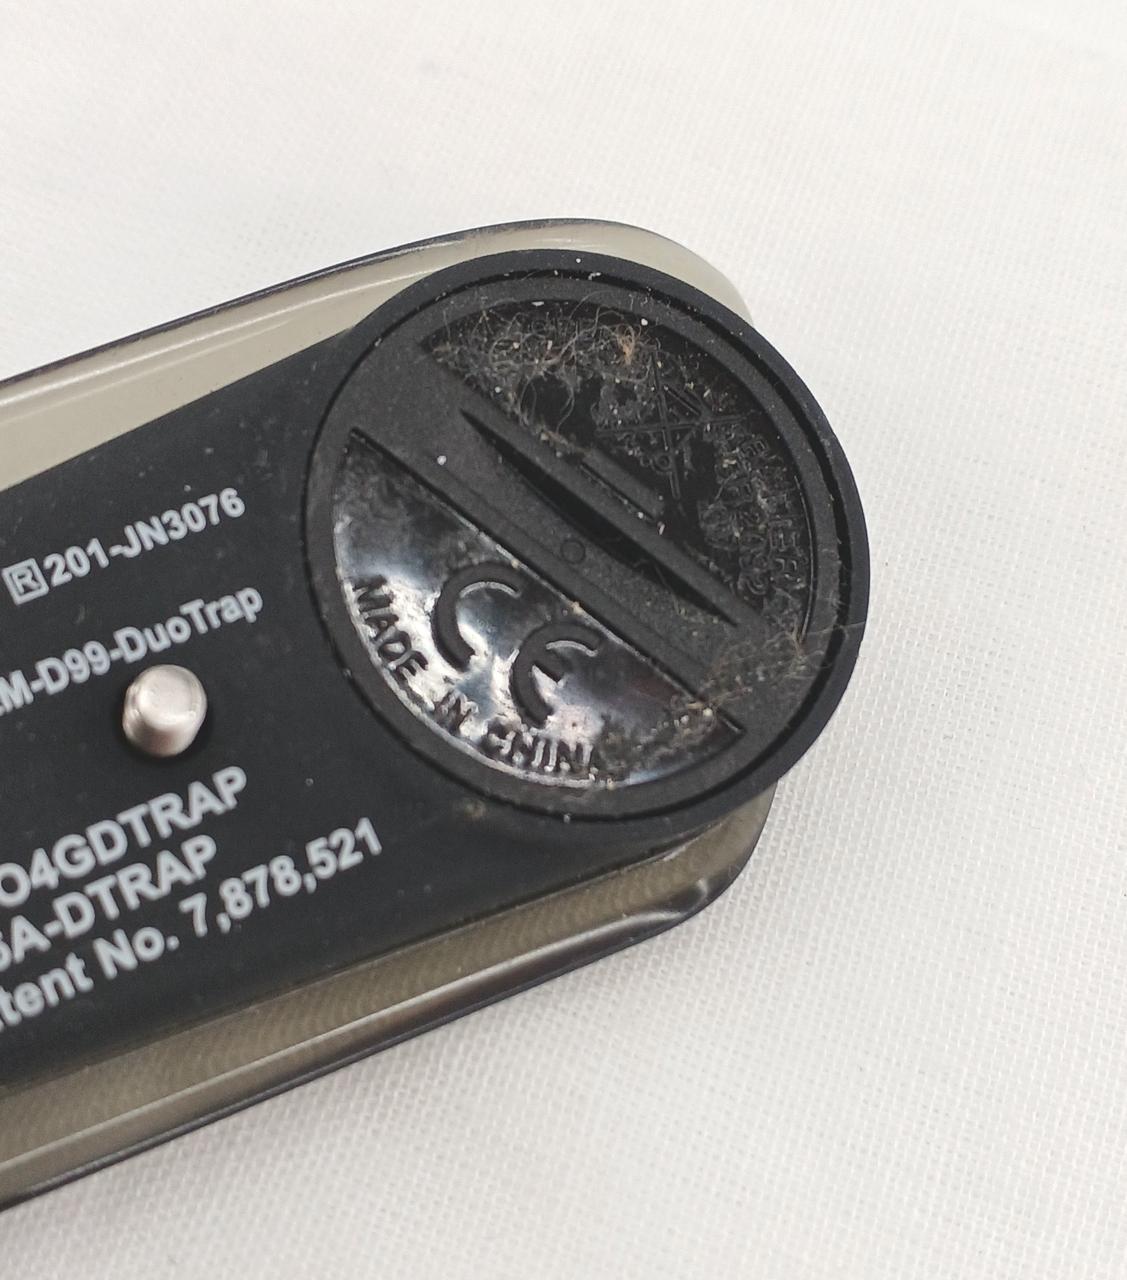 R 201-JN3076
M-D99-DuoTrap
O4GDTRAP
A-DTRAP
tent No. 7,878,521
CE
MADE IN CHINA